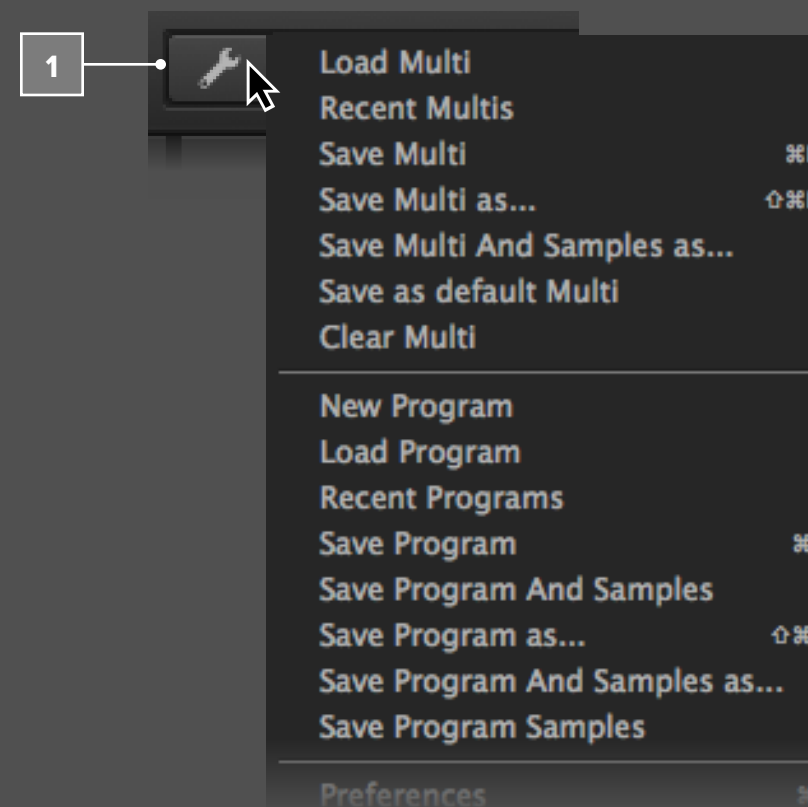 1
Load Multi
Recent Multis
Save Multi ⌘
Save Multi as... ⇧⌘
Save Multi And Samples as...
Save as default Multi
Clear Multi
New Program
Load Program
Recent Programs
Save Program ⌘
Save Program And Samples
Save Program as... ⇧⌘
Save Program And Samples as...
Save Program Samples
Preferences